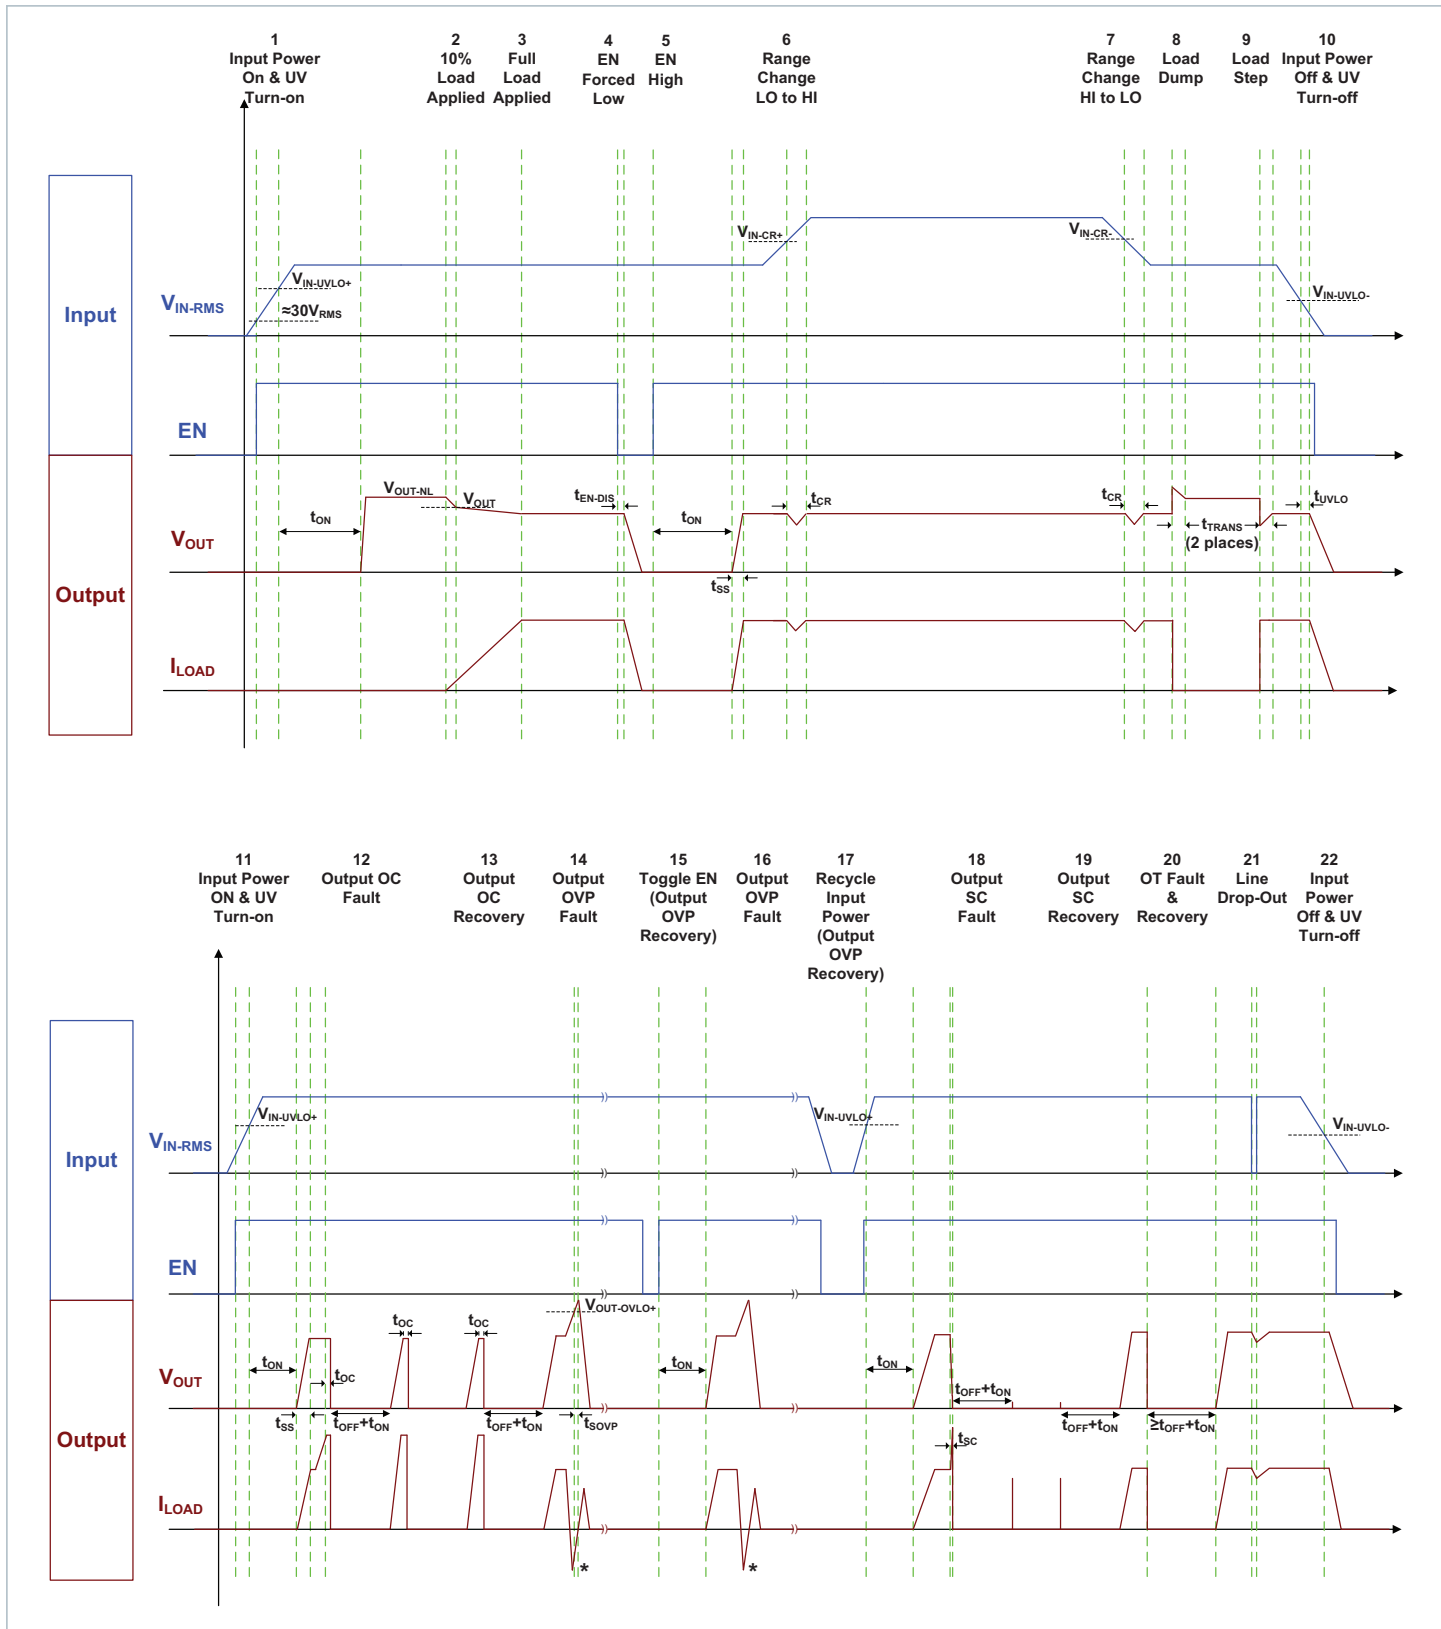 1
Input Power
On & UV
Turn-on
2
10%
Load
Applied
3
Full
Load
Applied
4
EN
Forced
Low
5
EN
High
6
Range
Change
LO to HI
7
Range
Change
HI to LO
8
Load
Dump
9
Load
Step
10
Input Power
Off & UV
Turn-off
Input
VIN-RMS
VIN-UVLO+
≈30VRMS
VIN-CR+
VIN-CR-
VIN-UVLO-
EN
Output
VOUT
tON
VOUT-NL
VOUT
tEN-DIS
tON
tSS
tCR
tCR
tTRANS
(2 places)
tUVLO
ILOAD
11
Input Power
ON & UV
Turn-on
12
Output OC
Fault
13
Output
OC
Recovery
14
Output
OVP
Fault
15
Toggle EN
(Output
OVP
Recovery)
16
Output
OVP
Fault
17
Recycle
Input
Power
(Output
OVP
Recovery)
18
Output
SC
Fault
19
Output
SC
Recovery
20
OT Fault
&
Recovery
21
Line
Drop-Out
22
Input
Power
Off & UV
Turn-off
Input
VIN-RMS
VIN-UVLO+
VIN-UVLO+
VIN-UVLO-
EN
Output
VOUT
tON
tSS
tOC
tOFF+tON
tOC
tOC
tOFF+tON
VOUT-OVLO+
tSOVP
tON
tON
tOFF+tON
tSC
tOFF+tON
≥tOFF+tON
ILOAD
*
*